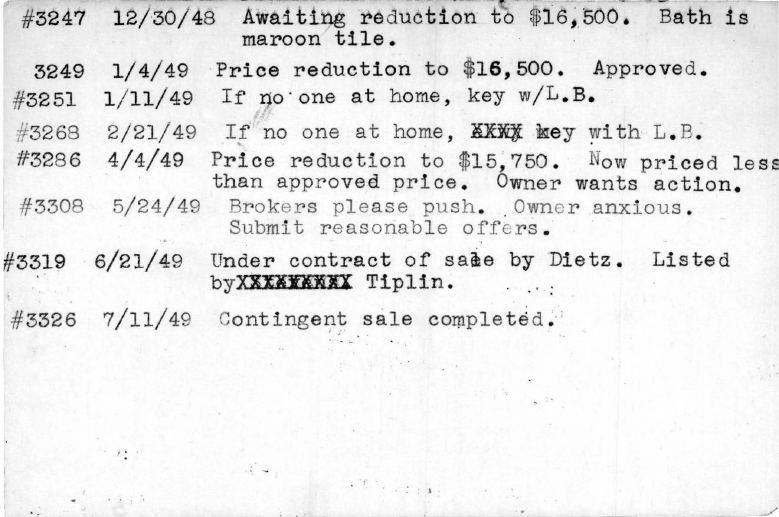 #3247 12/30/48 Awaiting reduction to $16,500. Bath is
maroon tile.
3249 1/4/49 Price reduction to $16,500. Approved.
#3251 1/11/49 If no one at home, key w/L.B.
#3268 2/21/49 If no one at home, XXXX key with L.B.
#3286 4/4/49 Price reduction to $15,750. Now priced less
than approved price. Owner wants action.
#3308 5/24/49 Brokers please push. Owner anxious.
Submit reasonable offers.
#3319 6/21/49 Under contract of sale by Dietz. Listed
byXXXXXXXXX Tiplin.
#3326 7/11/49 Contingent sale completed.